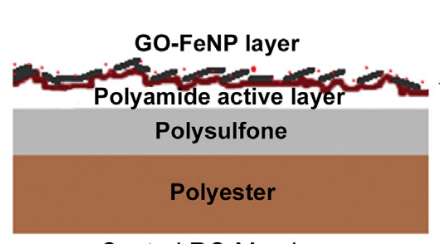 GO-FeNP layer
Polyamide active layer
Polysulfone
Polyester